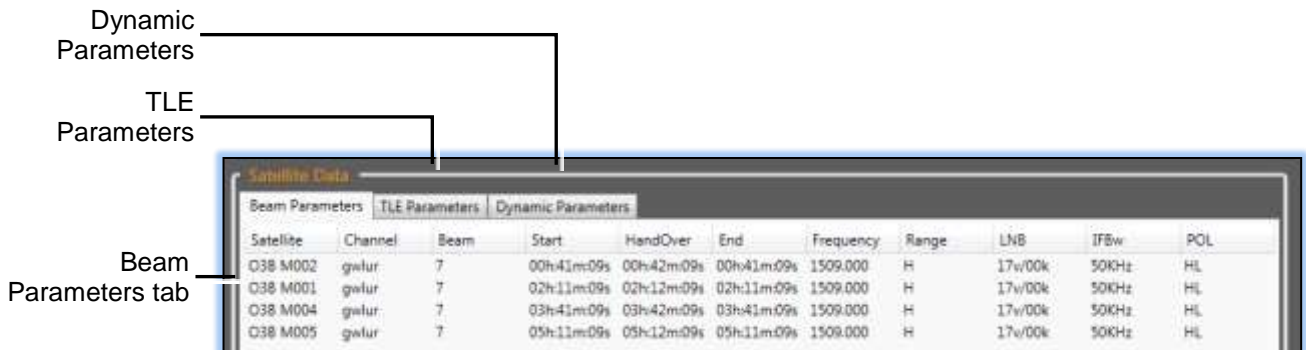 Dynamic
Parameters
TLE
Parameters
Satellite Data
Beam Parameters TLE Parameters Dynamic Parameters
Satellite Channel Beam Start HandOver End Frequency Range LNB IFBw POL
O3B M002 gwlur 7 00h:41m:09s 00h:42m:09s 00h:41m:09s 1509.000 H 17v/00k 50KHz HL
O3B M001 gwlur 7 02h:11m:09s 02h:12m:09s 02h:11m:09s 1509.000 H 17v/00k 50KHz HL
O3B M004 gwlur 7 03h:41m:09s 03h:42m:09s 03h:41m:09s 1509.000 H 17v/00k 50KHz HL
O3B M005 gwlur 7 05h:11m:09s 05h:12m:09s 05h:11m:09s 1509.000 H 17v/00k 50KHz HL
Beam
Parameters tab